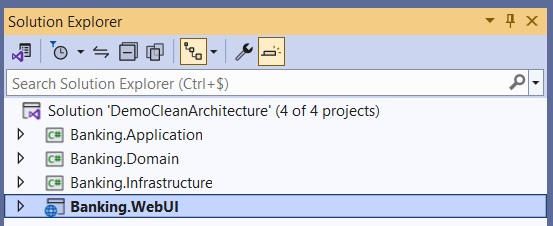 Solution Explorer
Search Solution Explorer (Ctrl+$)
Solution 'DemoCleanArchitecture' (4 of 4 projects)
C# Banking.Application
C# Banking.Domain
C# Banking.Infrastructure
Banking.WebUI